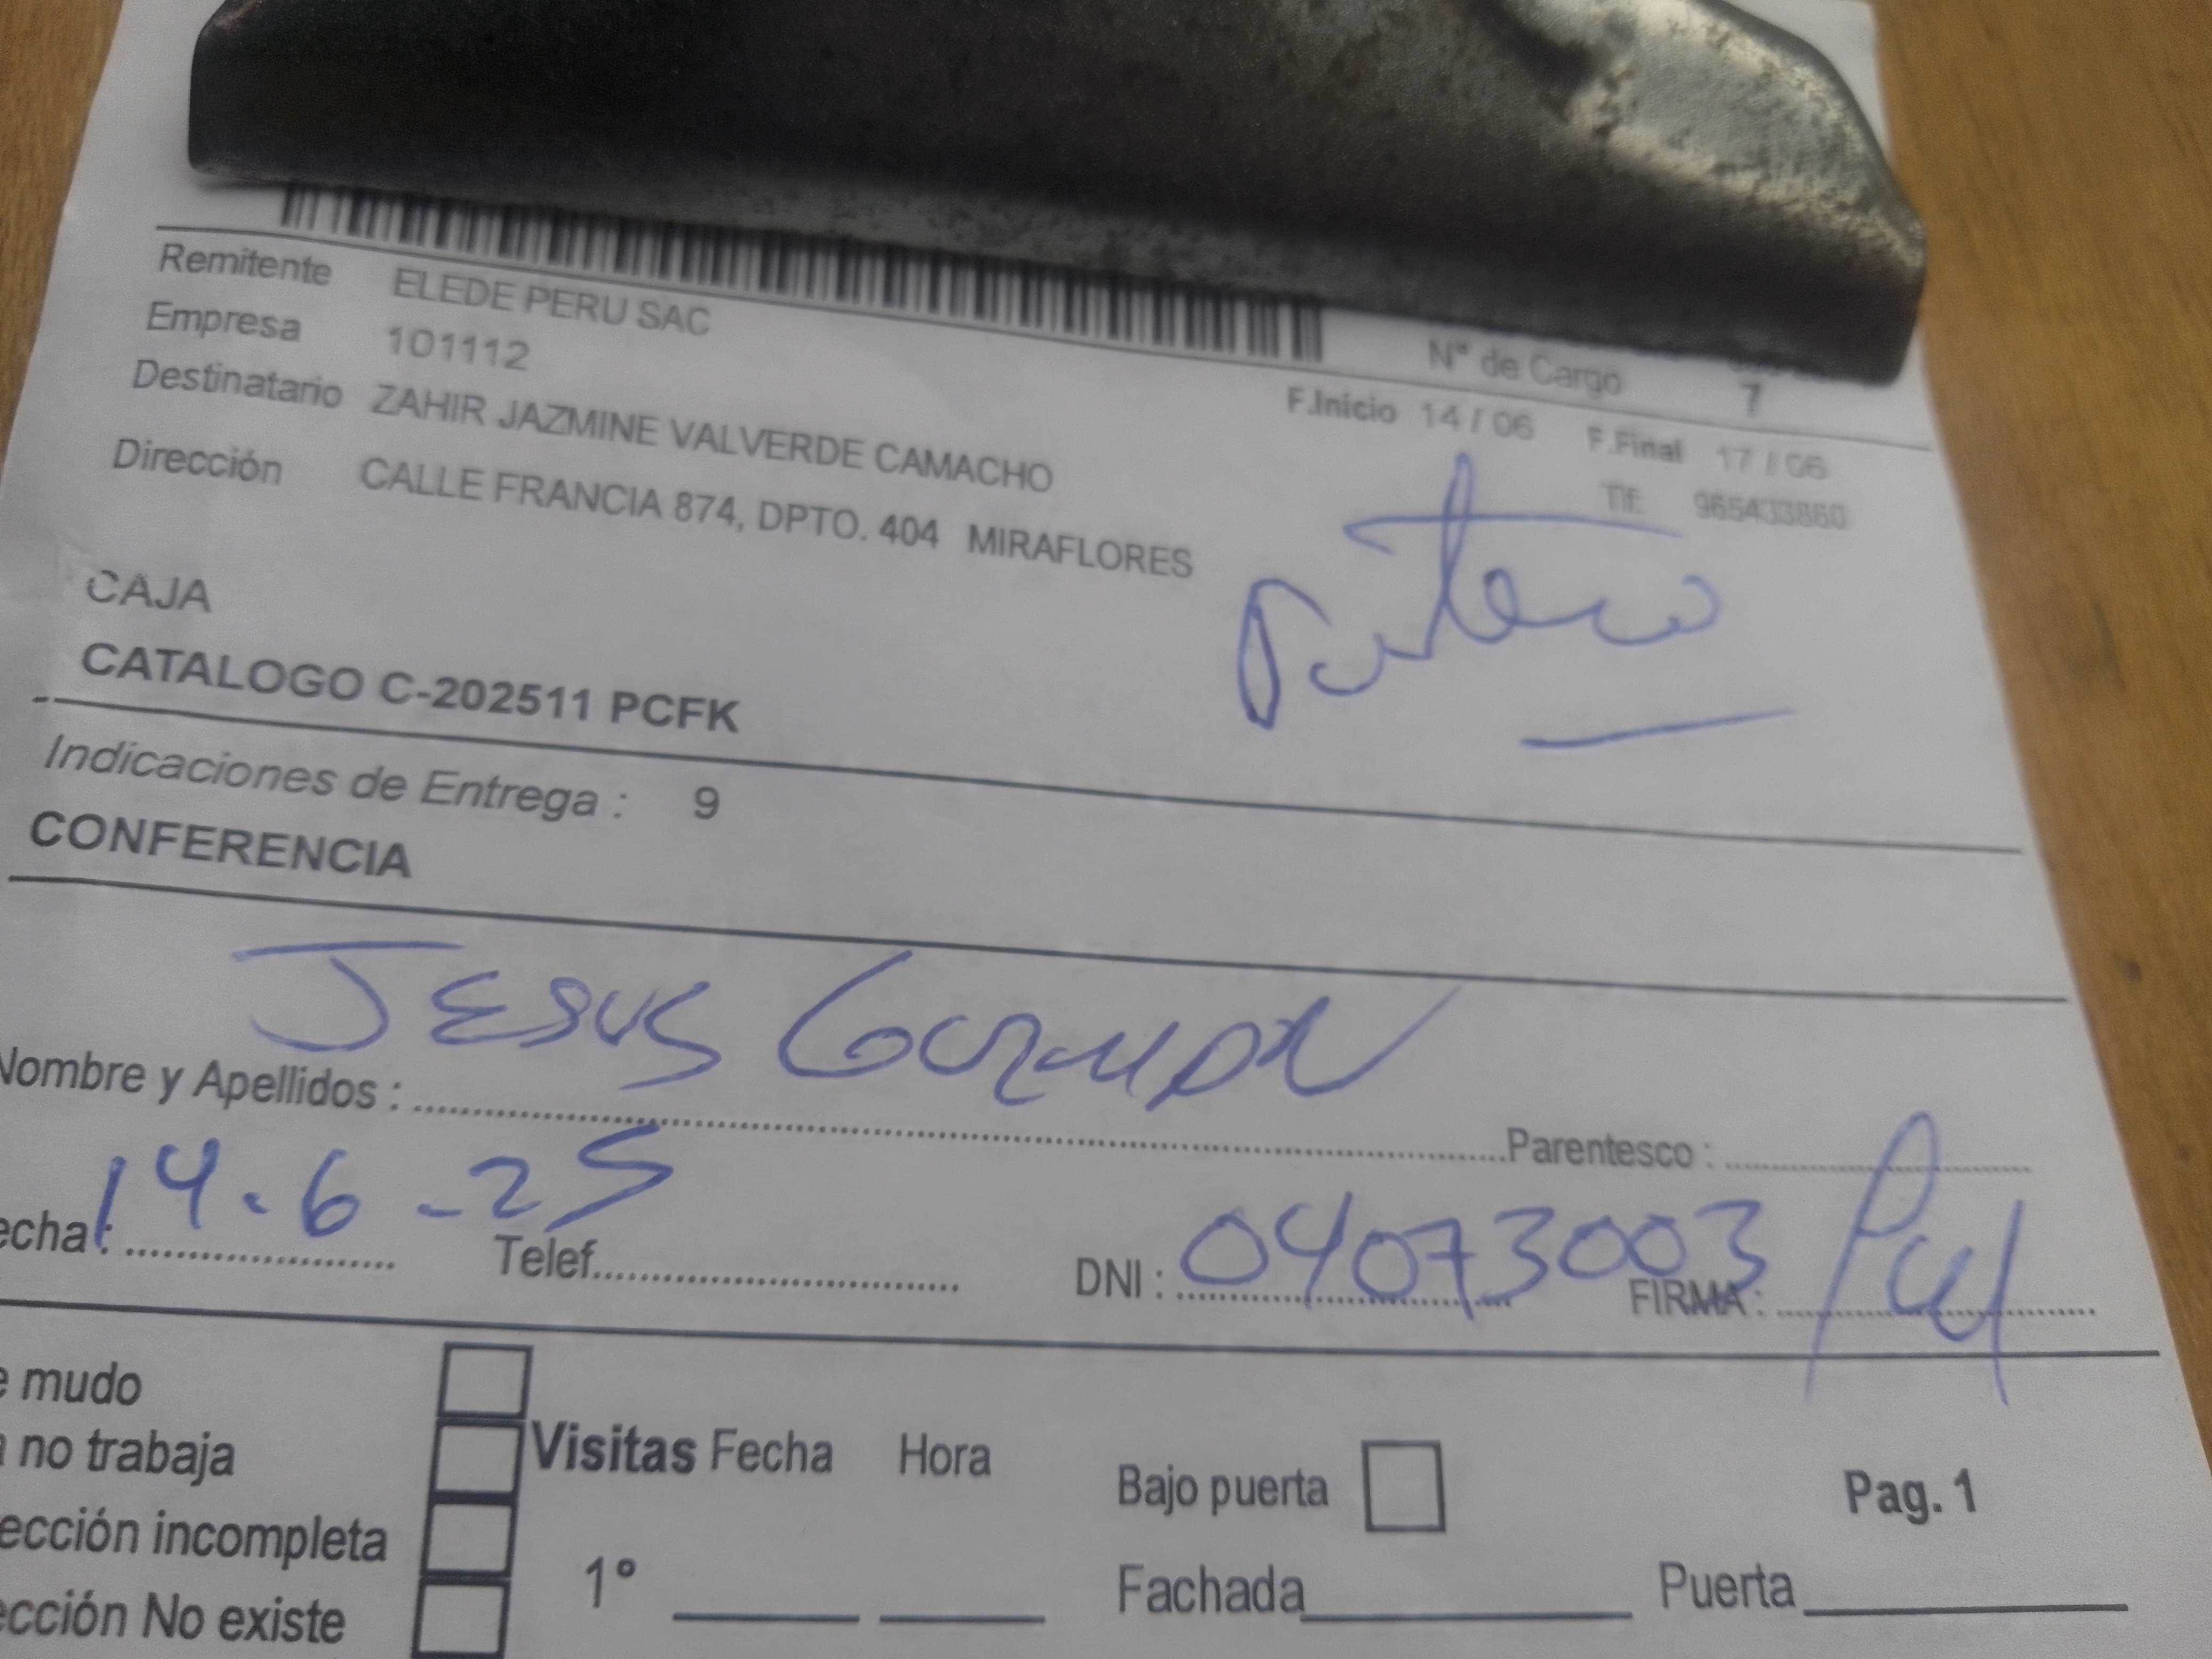 Remitente ELEDE PERU SAC
Empresa 101112 Nº de Cargo 7
Destinatario ZAHIR JAZMINE VALVERDE CAMACHO F.Inicio 14 / 06 F.Final 17 / 06
Dirección CALLE FRANCIA 874, DPTO. 404 MIRAFLORES Tlf: 965433860
CAJA
CATALOGO C-202511 PCFK
Indicaciones de Entrega : 9
CONFERENCIA
JESUS GUZMAN
Nombre y Apellidos : Parentesco :
echa : 14.6-25 Telef. DNI : 04073003 FIRMA :
e mudo
no trabaja Visitas Fecha Hora Bajo puerta Pag. 1
ección incompleta
1° Fachada Puerta
ección No existe